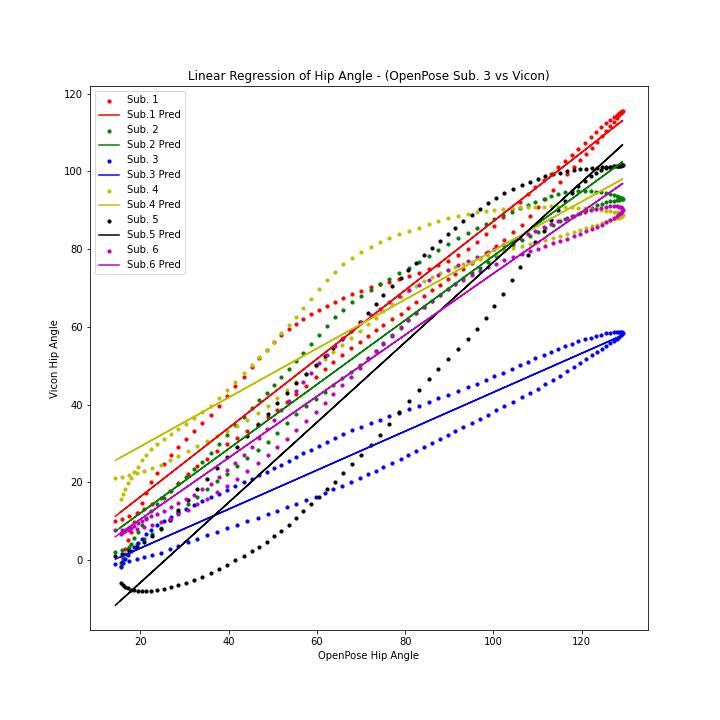 Linear Regression of Hip Angle - (OpenPose Sub. 3 vs Vicon)
Sub. 1
Sub.1 Pred
Sub. 2
Sub.2 Pred
Sub. 3
Sub.3 Pred
Sub. 4
Sub.4 Pred
Sub. 5
Sub.5 Pred
Sub. 6
Sub.6 Pred
120
100
80
60
40
20
0
Vicon Hip Angle
20 40 60 80 100 120
OpenPose Hip Angle